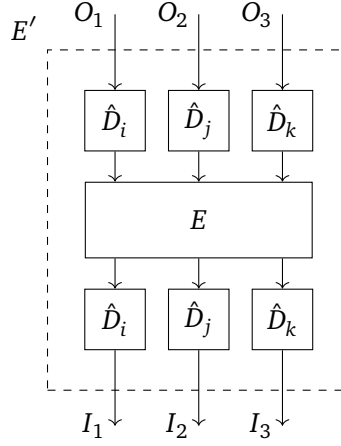 E′
O₁ O₂ O₃
D̂ᵢ D̂ⱼ D̂ₖ
E
D̂ᵢ D̂ⱼ D̂ₖ
I₁ I₂ I₃